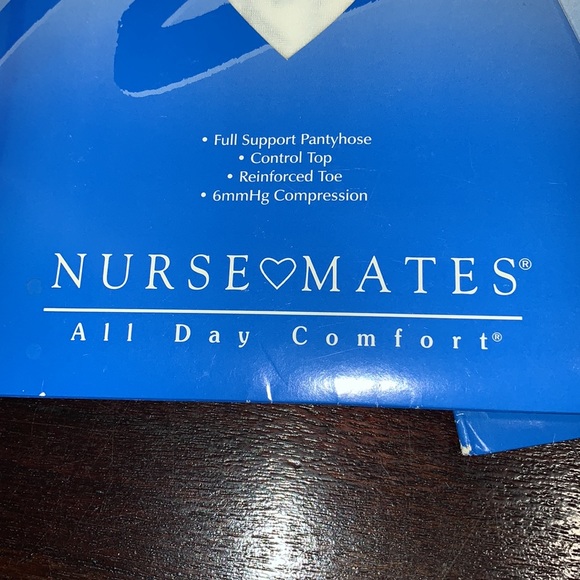 • Full Support Pantyhose
• Control Top
• Reinforced Toe
• 6mmHg Compression
NURSE♡MATES®
All Day Comfort®